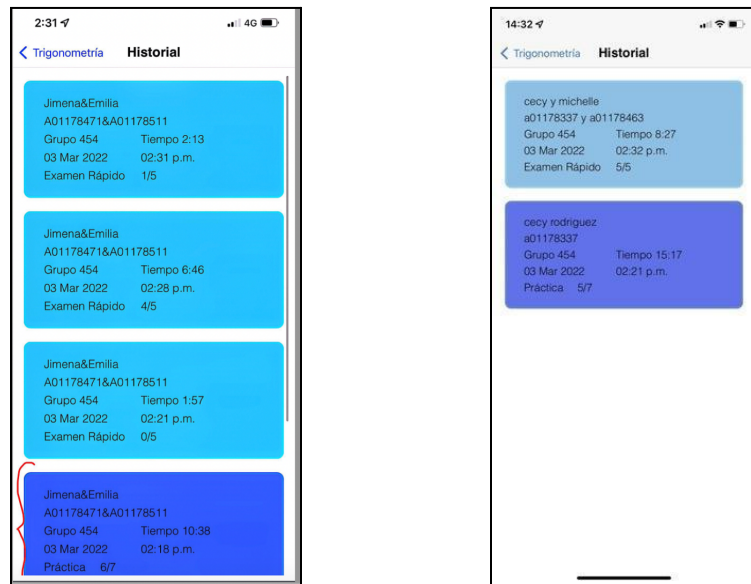 2:31
4G
Trigonometría Historial
Jimena&Emilia
A01178471&A01178511
Grupo 454 Tiempo 2:13
03 Mar 2022 02:31 p.m.
Examen Rápido 1/5
Jimena&Emilia
A01178471&A01178511
Grupo 454 Tiempo 6:46
03 Mar 2022 02:28 p.m.
Examen Rápido 4/5
Jimena&Emilia
A01178471&A01178511
Grupo 454 Tiempo 1:57
03 Mar 2022 02:21 p.m.
Examen Rápido 0/5
Jimena&Emilia
A01178471&A01178511
Grupo 454 Tiempo 10:38
03 Mar 2022 02:18 p.m.
Práctica 6/7
14:32
Trigonometría Historial
cecy y michelle
a01178337 y a01178463
Grupo 454 Tiempo 8:27
03 Mar 2022 02:32 p.m.
Examen Rápido 5/5
cecy rodriguez
a01178337
Grupo 454 Tiempo 15:17
03 Mar 2022 02:21 p.m.
Práctica 5/7